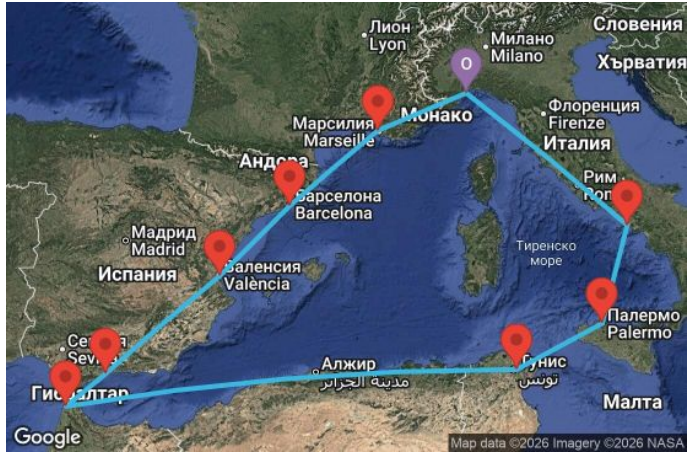 Словения
Лион
Lyon
Милано
Milano
Хърватия
О
Марсилия
Marseille
Монако
Флоренция
Firenze
Италия
Андора
Рим
Барселона
Barcelona
Мадрид
Madrid
Тиренско
море
Испания
Валенсия
València
Палермо
Palermo
Алжир
مدينة الجزائر
Тунис
تونس
Гибралтар
Малта
Google
Map data ©2026 Imagery ©2026 NASA